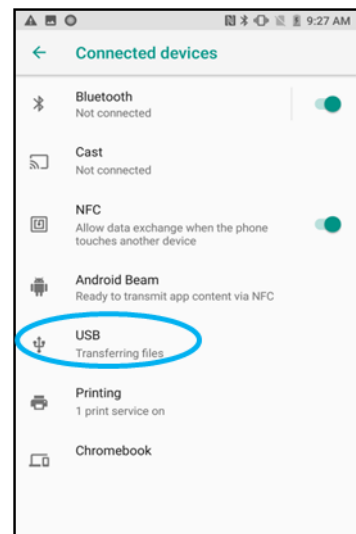 9:27 AM
Connected devices
Bluetooth
Not connected
Cast
Not connected
NFC
Allow data exchange when the phone
touches another device
Android Beam
Ready to transmit app content via NFC
USB
Transferring files
Printing
1 print service on
Chromebook